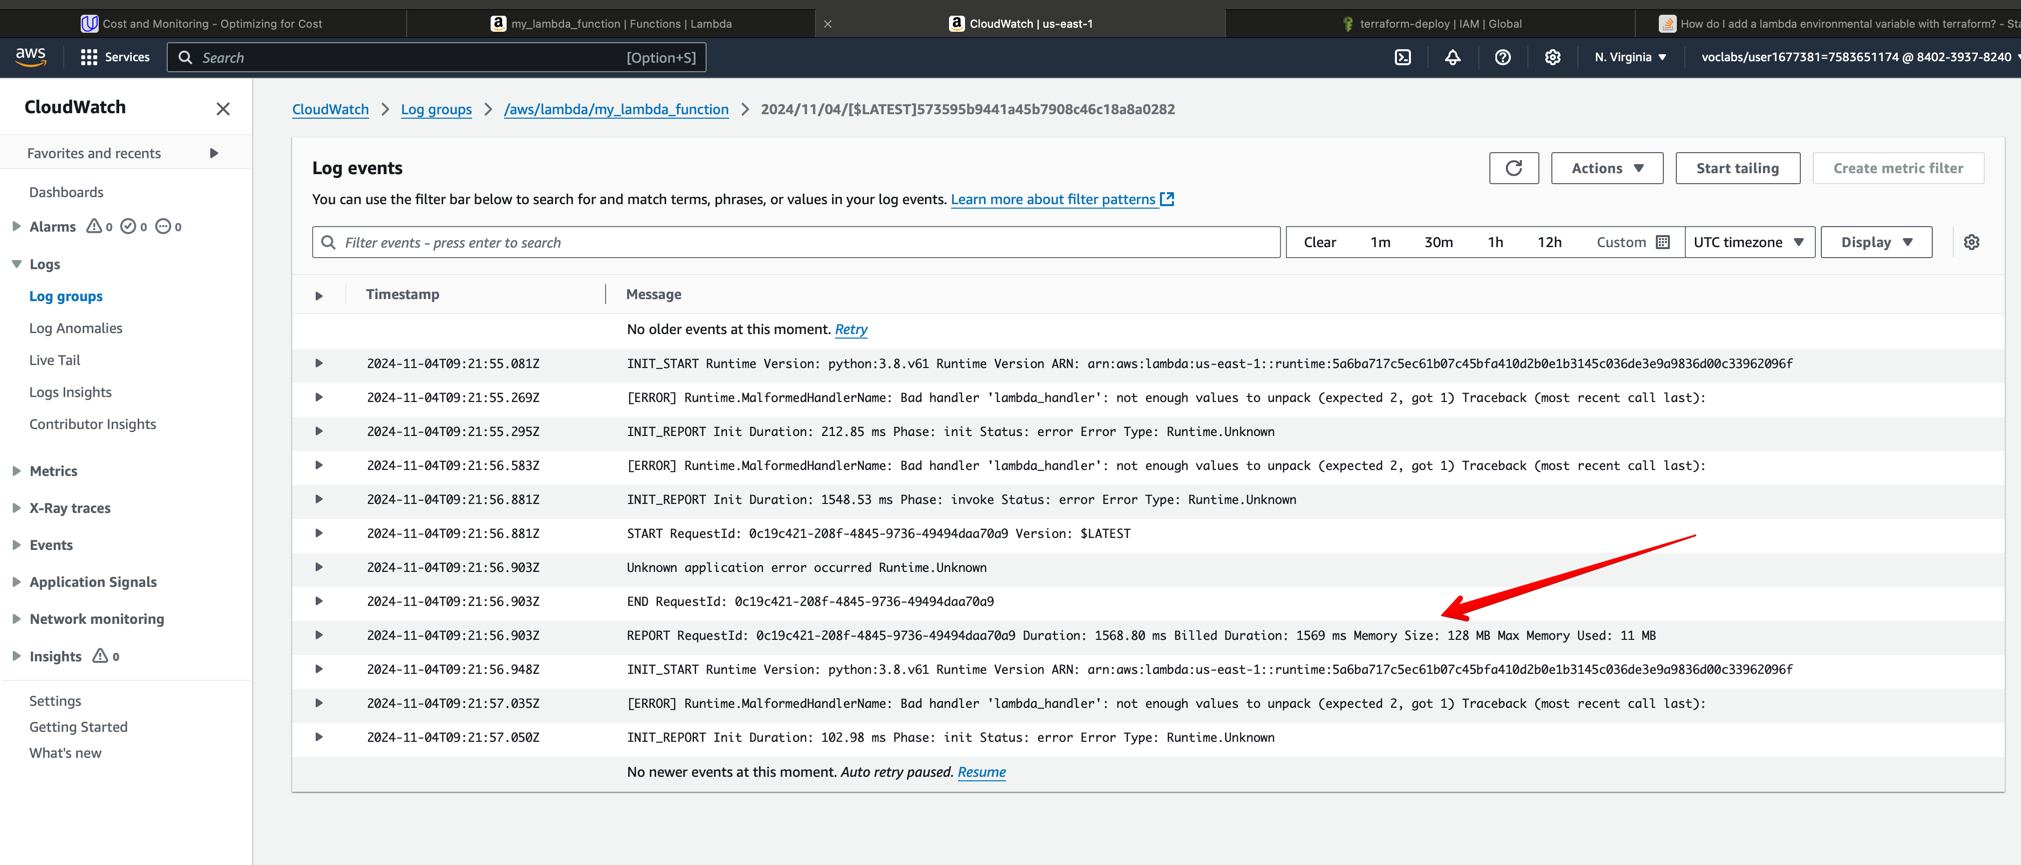 Cost and Monitoring - Optimizing for Cost
my_lambda_function | Functions | Lambda
CloudWatch | us-east-1
terraform-deploy | IAM | Global
How do I add a lambda environmental variable with terraform? - Sta
aws
Services
Search
[Option+S]
N. Virginia
voclabs/user1677381=7583651174 @ 8402-3937-8240
CloudWatch
Favorites and recents
Dashboards
Alarms 0 0 0
Logs
Log groups
Log Anomalies
Live Tail
Logs Insights
Contributor Insights
Metrics
X-Ray traces
Events
Application Signals
Network monitoring
Insights 0
Settings
Getting Started
What's new
CloudWatch > Log groups > /aws/lambda/my_lambda_function > 2024/11/04/[$LATEST]573595b9441a45b7908c46c18a8a0282
Log events
Actions
Start tailing
Create metric filter
You can use the filter bar below to search for and match terms, phrases, or values in your log events. Learn more about filter patterns
Filter events - press enter to search
Clear 1m 30m 1h 12h Custom UTC timezone Display
Timestamp Message
No older events at this moment. Retry
2024-11-04T09:21:55.081Z INIT_START Runtime Version: python:3.8.v61 Runtime Version ARN: arn:aws:lambda:us-east-1::runtime:5a6ba717c5ec61b07c45bfa410d2b0e1b3145c036de3e9a9836d00c33962096f
2024-11-04T09:21:55.269Z [ERROR] Runtime.MalformedHandlerName: Bad handler 'lambda_handler': not enough values to unpack (expected 2, got 1) Traceback (most recent call last):
2024-11-04T09:21:55.295Z INIT_REPORT Init Duration: 212.85 ms Phase: init Status: error Error Type: Runtime.Unknown
2024-11-04T09:21:56.583Z [ERROR] Runtime.MalformedHandlerName: Bad handler 'lambda_handler': not enough values to unpack (expected 2, got 1) Traceback (most recent call last):
2024-11-04T09:21:56.881Z INIT_REPORT Init Duration: 1548.53 ms Phase: invoke Status: error Error Type: Runtime.Unknown
2024-11-04T09:21:56.881Z START RequestId: 0c19c421-208f-4845-9736-49494daa70a9 Version: $LATEST
2024-11-04T09:21:56.903Z Unknown application error occurred Runtime.Unknown
2024-11-04T09:21:56.903Z END RequestId: 0c19c421-208f-4845-9736-49494daa70a9
2024-11-04T09:21:56.903Z REPORT RequestId: 0c19c421-208f-4845-9736-49494daa70a9 Duration: 1568.80 ms Billed Duration: 1569 ms Memory Size: 128 MB Max Memory Used: 11 MB
2024-11-04T09:21:56.948Z INIT_START Runtime Version: python:3.8.v61 Runtime Version ARN: arn:aws:lambda:us-east-1::runtime:5a6ba717c5ec61b07c45bfa410d2b0e1b3145c036de3e9a9836d00c33962096f
2024-11-04T09:21:57.035Z [ERROR] Runtime.MalformedHandlerName: Bad handler 'lambda_handler': not enough values to unpack (expected 2, got 1) Traceback (most recent call last):
2024-11-04T09:21:57.050Z INIT_REPORT Init Duration: 102.98 ms Phase: init Status: error Error Type: Runtime.Unknown
No newer events at this moment. Auto retry paused. Resume